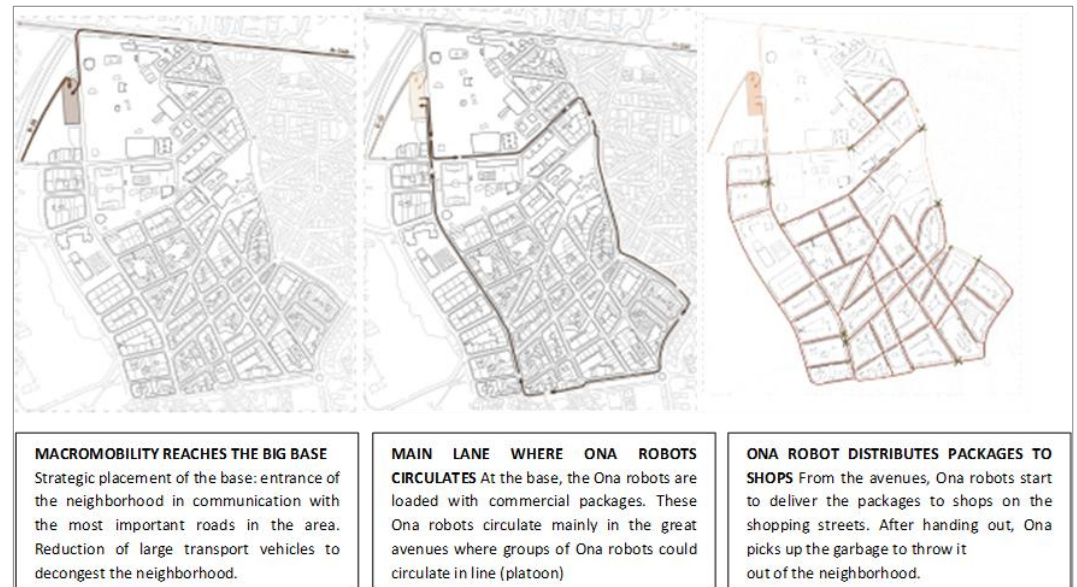 MACROMOBILITY REACHES THE BIG BASE
Strategic placement of the base: entrance of
the neighborhood in communication with
the most important roads in the area.
Reduction of large transport vehicles to
decongest the neighborhood.
MAIN LANE WHERE ONA ROBOTS
CIRCULATES At the base, the Ona robots are
loaded with commercial packages. These
Ona robots circulate mainly in the great
avenues where groups of Ona robots could
circulate in line (platoon)
ONA ROBOT DISTRIBUTES PACKAGES TO
SHOPS From the avenues, Ona robots start
to deliver the packages to shops on the
shopping streets. After handing out, Ona
picks up the garbage to throw it
out of the neighborhood.